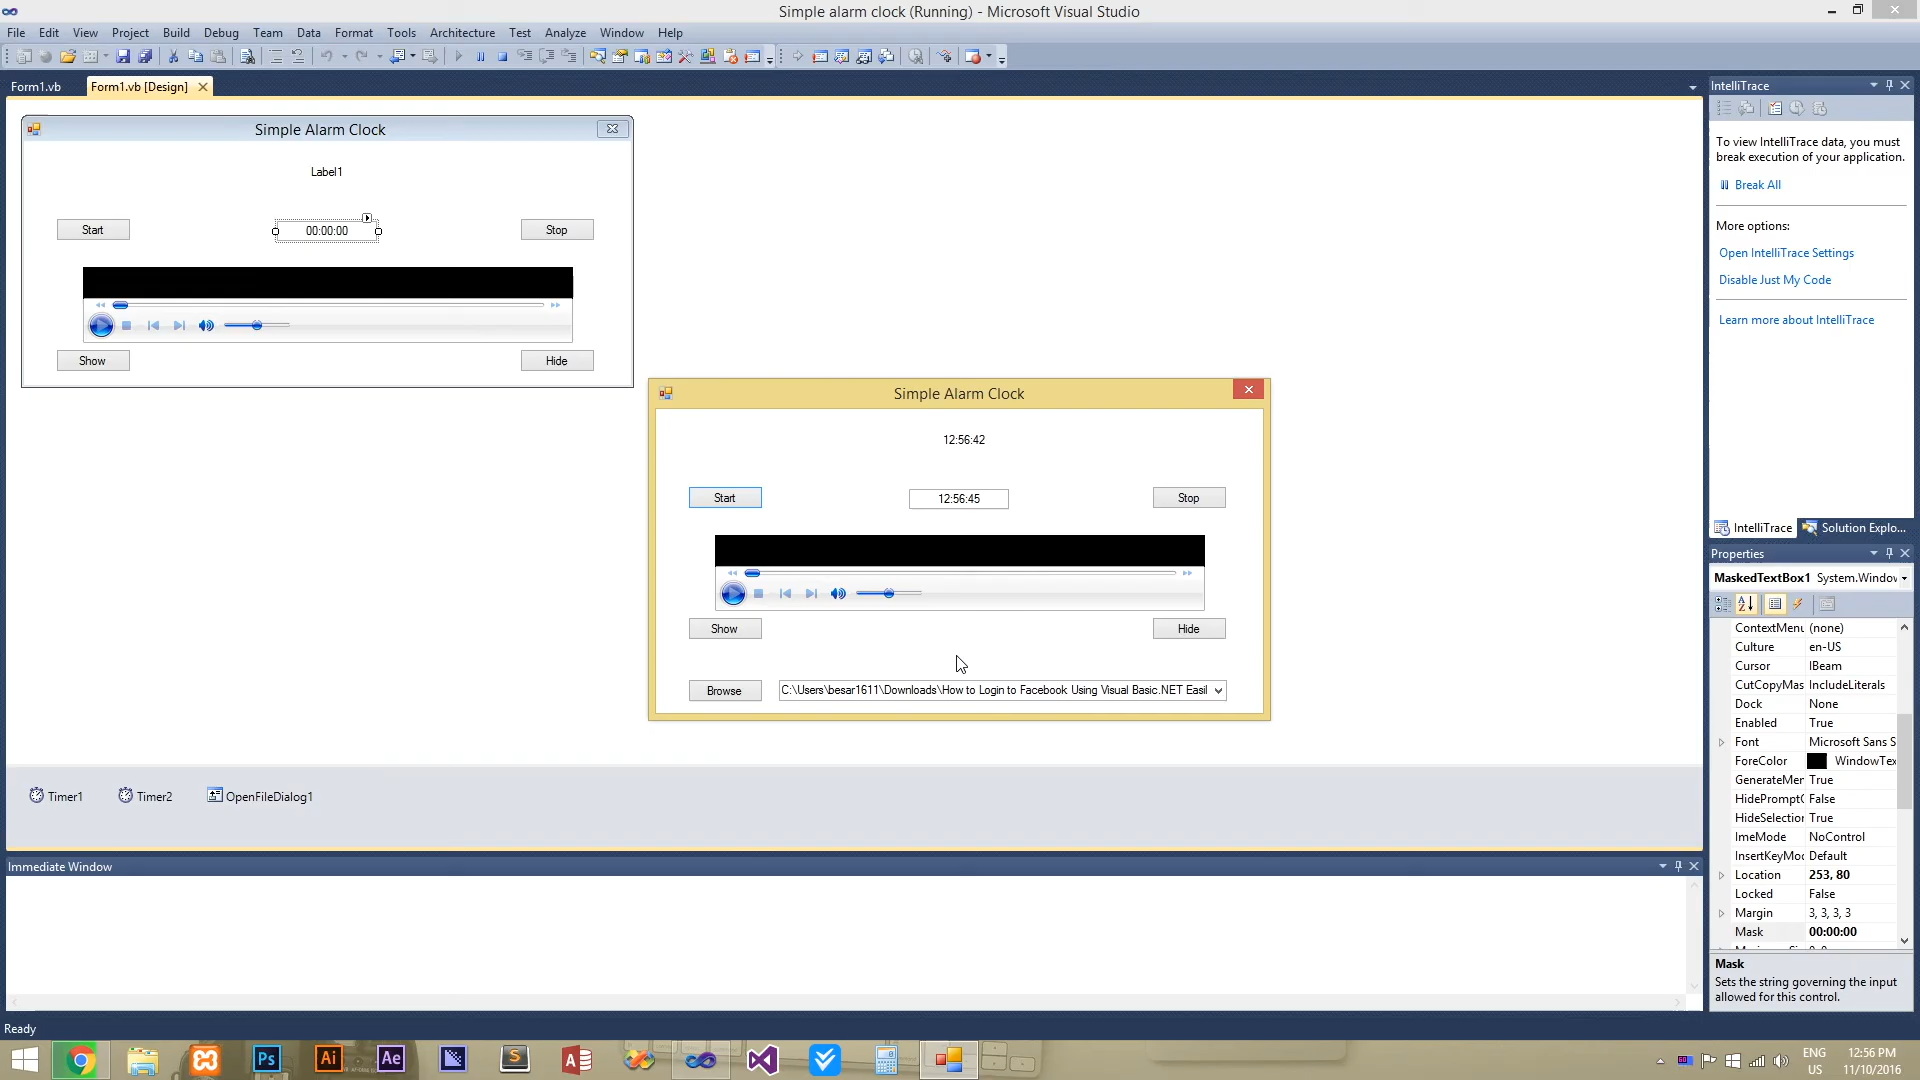 Simple alarm clock (Running) - Microsoft Visual Studio
File Edit View Project Build Debug Team Data Format Tools Architecture Test Analyze Window Help
Form1.vb
Form1.vb [Design]
Simple Alarm Clock
Label1
Start
00:00:00
Stop
Show
Hide
Simple Alarm Clock
12:56:42
Start
12:56:45
Stop
Show
Hide
Browse
C:\Users\besar1611\Downloads\How to Login to Facebook Using Visual Basic.NET Easil
Timer1
Timer2
OpenFileDialog1
Immediate Window
IntelliTrace
To view IntelliTrace data, you must
break execution of your application.
Break All
More options:
Open IntelliTrace Settings
Disable Just My Code
Learn more about IntelliTrace
IntelliTrace
Solution Explo...
Properties
MaskedTextBox1 System.Window
ContextMenu (none)
Culture en-US
Cursor IBeam
CutCopyMas IncludeLiterals
Dock None
Enabled True
Font Microsoft Sans S
ForeColor WindowTex
GenerateMer True
HidePromptO False
HideSelection True
ImeMode NoControl
InsertKeyMod Default
Location 253, 80
Locked False
Margin 3, 3, 3, 3
Mask 00:00:00
Mask
Sets the string governing the input
allowed for this control.
Ready
Ps
Ai
Ae
S
A
ENG
US
12:56 PM
11/10/2016